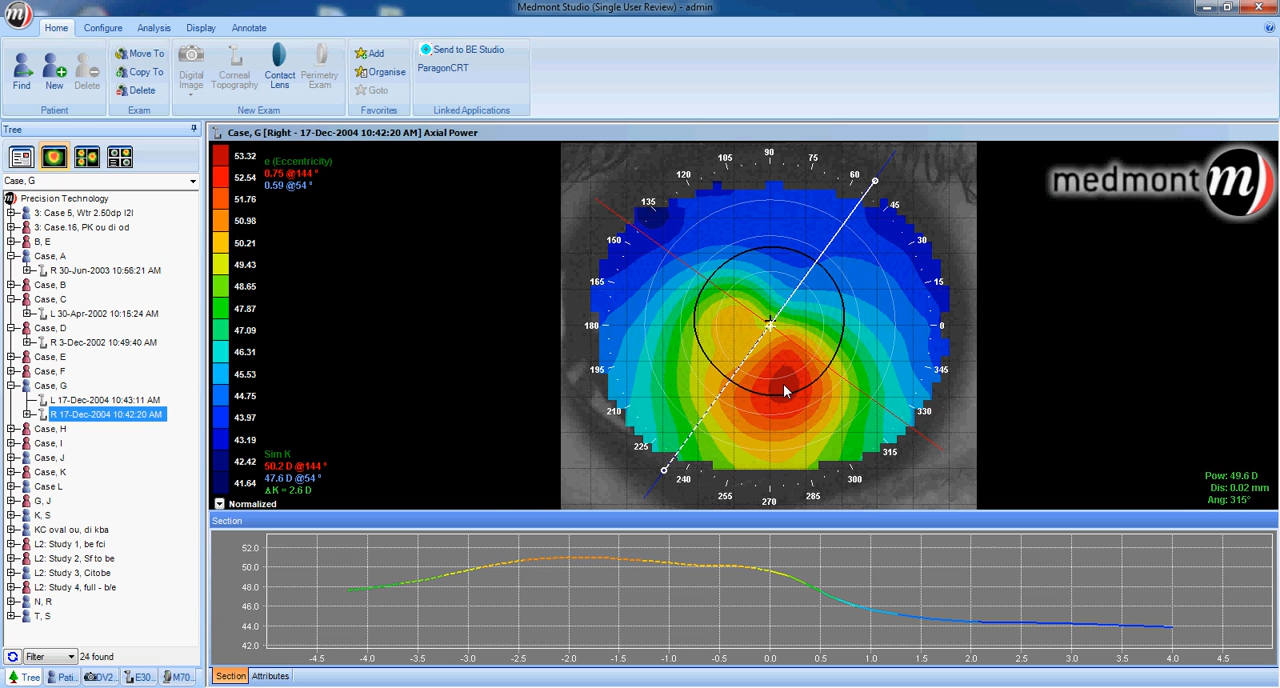 Medmont Studio (Single User Review) - admin
Home Configure Analysis Display Annotate
Find New Delete
Patient
Move To
Copy To
Delete
Exam
Digital Image
Corneal Topography
Contact Lens
Perimetry Exam
New Exam
Add
Organise
Goto
Favorites
Send to BE Studio
ParagonCRT
Linked Applications
Tree
Case, G
Precision Technology
3: Case 5, Wtr 2.50dp l2l
3: Case.16, PK ou di od
B, E
Case, A
R 30-Jun-2003 10:56:21 AM
Case, B
Case, C
L 30-Apr-2002 10:15:24 AM
Case, D
R 3-Dec-2002 10:49:40 AM
Case, E
Case, F
Case, G
L 17-Dec-2004 10:43:11 AM
R 17-Dec-2004 10:42:20 AM
Case, H
Case, I
Case, J
Case, K
Case L
G, J
K, S
KC oval ou, di kba
L2: Study 1, be fci
L2: Study 2, Sf to be
L2: Study 3, Citobe
L2: Study 4, full - b/e
N, R
T, S
Filter 24 found
Tree Pati... DV2... E30... M70...
Case, G [Right - 17-Dec-2004 10:42:20 AM] Axial Power
53.32
52.54
51.76
50.98
50.21
49.43
48.65
47.87
47.09
46.31
45.53
44.75
43.97
43.19
42.42
41.64
e (Eccentricity)
0.75 @144 °
0.59 @54 °
Sim K
50.2 D @144 °
47.6 D @54 °
ΔK = 2.6 D
Normalized
90
105 75
120 60
135 45
150 30
165 15
180 0
195 345
210 330
225 315
240 300
255 285
270
medmont m
Pow: 49.6 D
Dis: 0.02 mm
Ang: 315°
Section
52.0
50.0
48.0
46.0
44.0
42.0
-4.5 -4.0 -3.5 -3.0 -2.5 -2.0 -1.5 -1.0 -0.5 0.0 0.5 1.0 1.5 2.0 2.5 3.0 3.5 4.0 4.5
Section Attributes